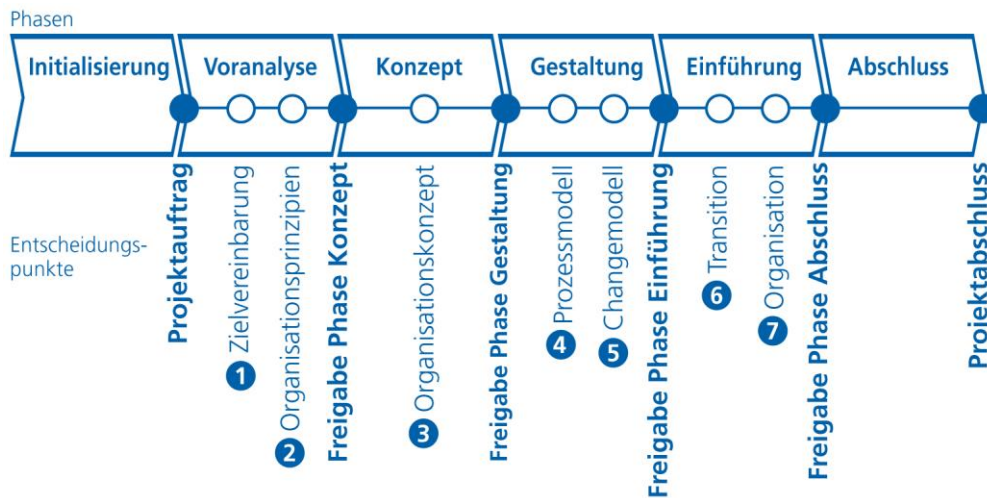 Phasen
Initialisierung
Voranalyse
Konzept
Gestaltung
Einführung
Abschluss
Entscheidungs-
punkte
Projektauftrag
1 Zielvereinbarung
2 Organisationsprinzipien
Freigabe Phase Konzept
3 Organisationskonzept
Freigabe Phase Gestaltung
4 Prozessmodell
5 Changemodell
Freigabe Phase Einführung
6 Transition
7 Organisation
Freigabe Phase Abschluss
Projektabschluss